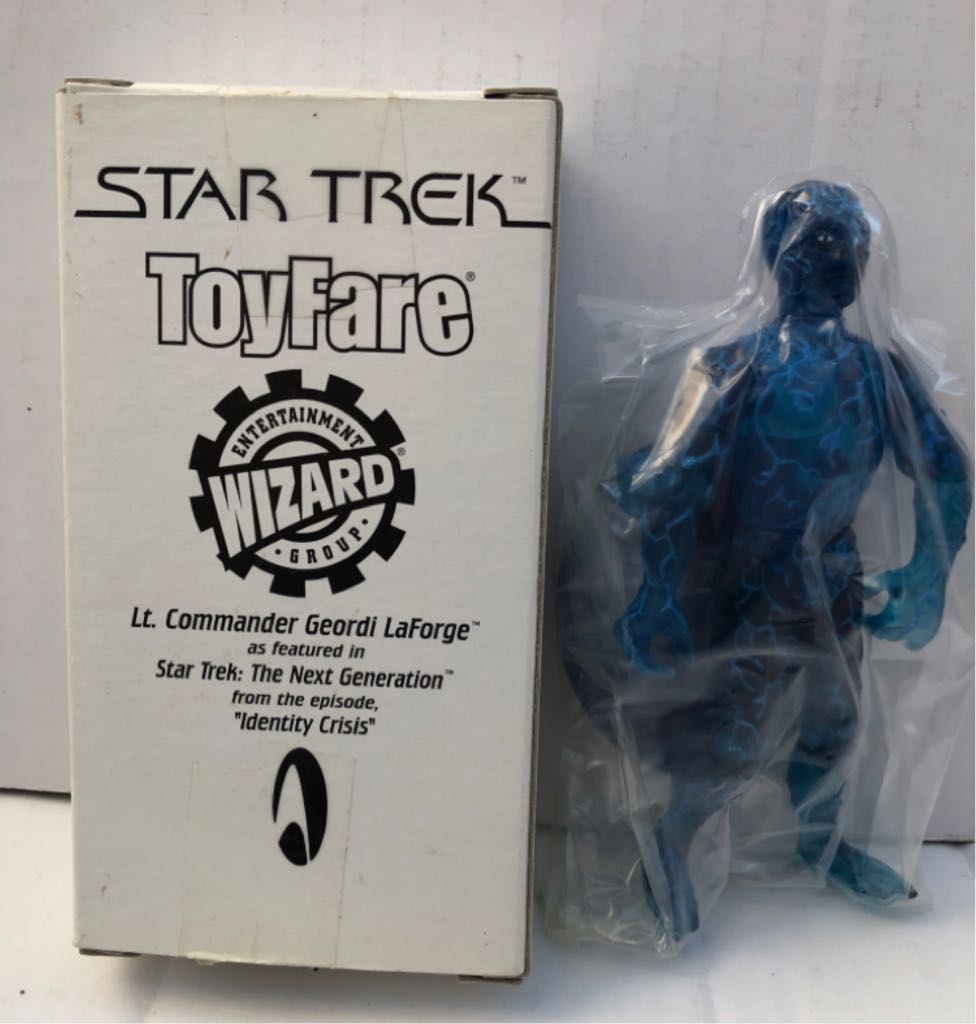 STAR TREK™
ToyFare®
ENTERTAINMENT
WIZARD®
• GROUP •
Lt. Commander Geordi LaForge™
as featured in
Star Trek: The Next Generation™
from the episode,
"Identity Crisis"